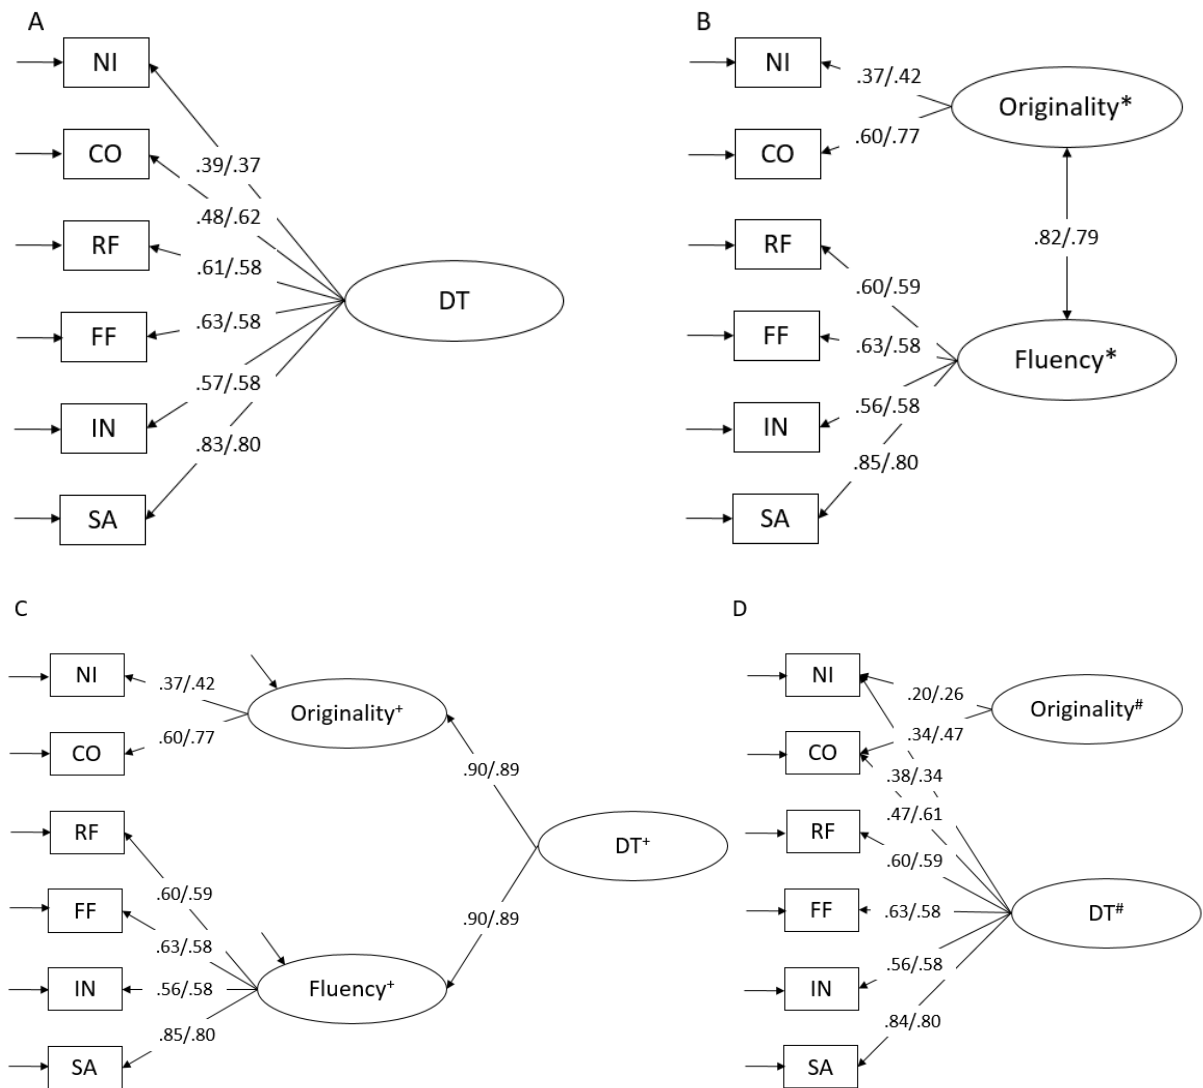 A
NI
CO
RF
FF
IN
SA
.39/.37
.48/.62
.61/.58
.63/.58
.57/.58
.83/.80
DT
B
NI
CO
RF
FF
IN
SA
.37/.42
.60/.77
.60/.59
.63/.58
.56/.58
.85/.80
Originality*
.82/.79
Fluency*
C
NI
CO
RF
FF
IN
SA
.37/.42
.60/.77
.60/.59
.63/.58
.56/.58
.85/.80
Originality⁺
Fluency⁺
.90/.89
.90/.89
DT⁺
D
NI
CO
RF
FF
IN
SA
.20/.26
.34/.47
.38/.34
.47/.61
.60/.59
.63/.58
.56/.58
.84/.80
Originality#
DT#